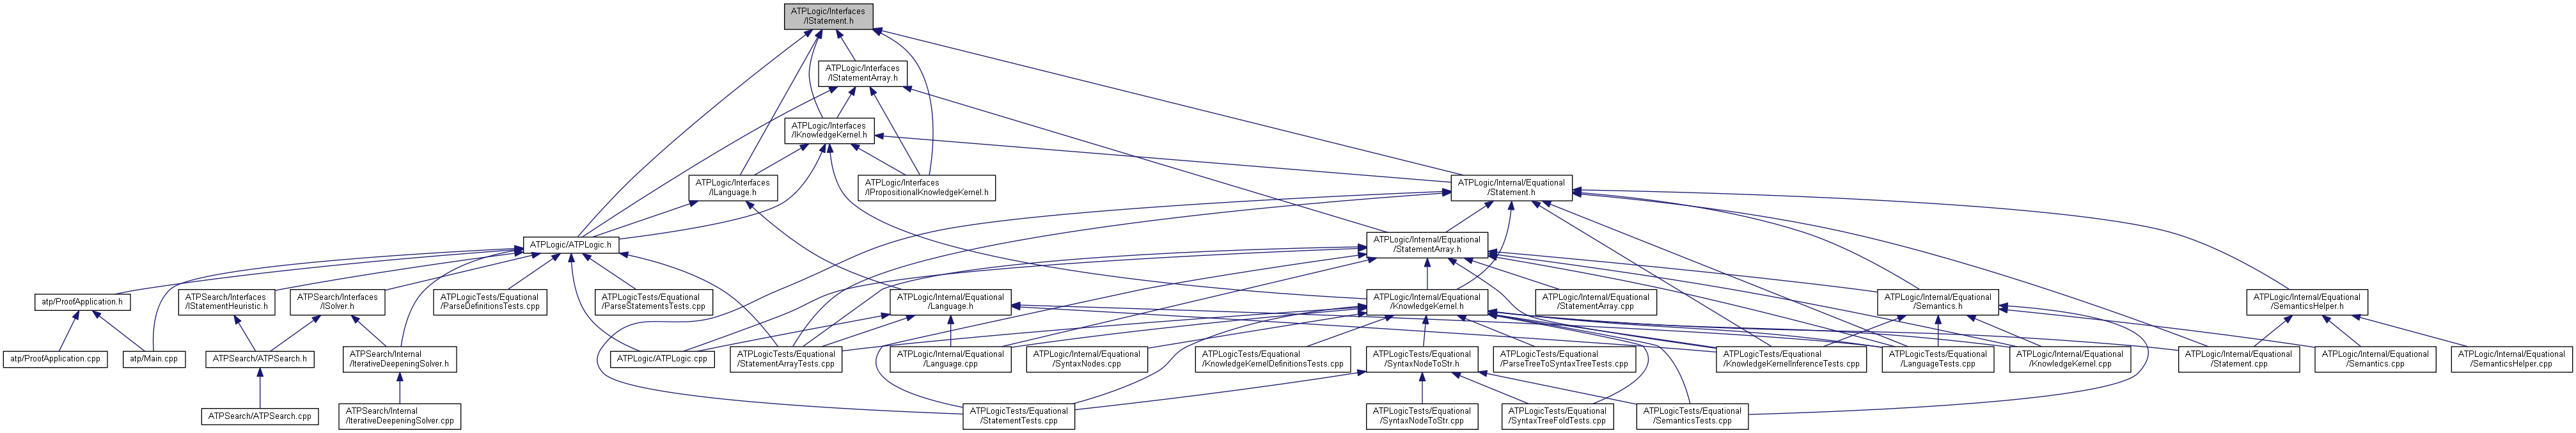 ATPLogic/Interfaces
/IStatement.h
ATPLogic/Interfaces
/IStatementArray.h
ATPLogic/Interfaces
/IKnowledgeKernel.h
ATPLogic/Interfaces
/ILanguage.h
ATPLogic/Interfaces
/IPropositionalKnowledgeKernel.h
ATPLogic/Internal/Equational
/Statement.h
ATPLogic/ATPLogic.h
ATPLogic/Internal/Equational
/StatementArray.h
atp/ProofApplication.h
ATPSearch/Interfaces
/IStatementHeuristic.h
ATPSearch/Interfaces
/ISolver.h
ATPLogicTests/Equational
/ParseDefinitionsTests.cpp
ATPLogicTests/Equational
/ParseStatementsTests.cpp
ATPLogic/Internal/Equational
/Language.h
ATPLogic/Internal/Equational
/KnowledgeKernel.h
ATPLogic/Internal/Equational
/StatementArray.cpp
ATPLogic/Internal/Equational
/Semantics.h
ATPLogic/Internal/Equational
/SemanticsHelper.h
atp/ProofApplication.cpp
atp/Main.cpp
ATPSearch/ATPSearch.h
ATPSearch/Internal
/IterativeDeepeningSolver.h
ATPLogic/ATPLogic.cpp
ATPLogicTests/Equational
/StatementArrayTests.cpp
ATPLogic/Internal/Equational
/Language.cpp
ATPLogic/Internal/Equational
/SyntaxNodes.cpp
ATPLogicTests/Equational
/KnowledgeKernelDefinitionsTests.cpp
ATPLogicTests/Equational
/SyntaxNodeToStr.h
ATPLogicTests/Equational
/ParseTreeToSyntaxTreeTests.cpp
ATPLogicTests/Equational
/KnowledgeKernelInferenceTests.cpp
ATPLogicTests/Equational
/LanguageTests.cpp
ATPLogic/Internal/Equational
/KnowledgeKernel.cpp
ATPLogic/Internal/Equational
/Statement.cpp
ATPLogic/Internal/Equational
/Semantics.cpp
ATPLogic/Internal/Equational
/SemanticsHelper.cpp
ATPSearch/ATPSearch.cpp
ATPSearch/Internal
/IterativeDeepeningSolver.cpp
ATPLogicTests/Equational
/StatementTests.cpp
ATPLogicTests/Equational
/SyntaxNodeToStr.cpp
ATPLogicTests/Equational
/SyntaxTreeFoldTests.cpp
ATPLogicTests/Equational
/SemanticsTests.cpp